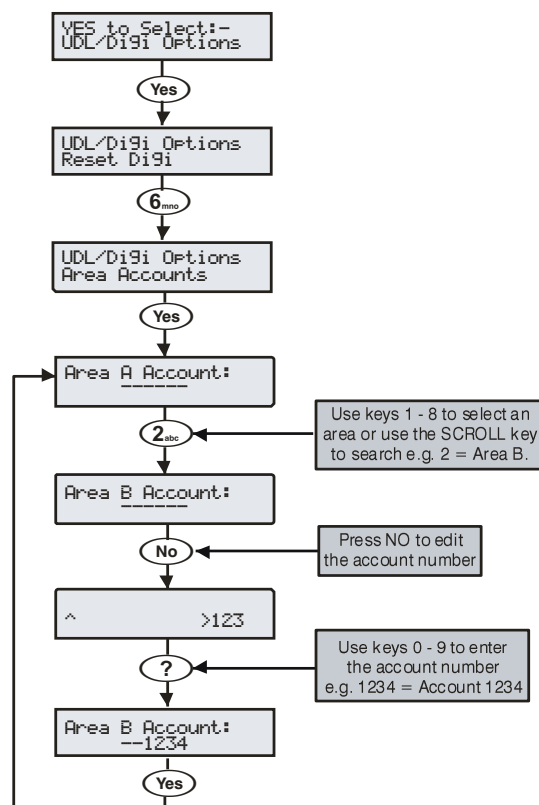 YES to Select:-
UDL/Digi Options
Yes
UDL/Digi Options
Reset Digi
6mno
UDL/Digi Options
Area Accounts
Yes
Area A Account:
------
2abc
Use keys 1 - 8 to select an
area or use the SCROLL key
to search e.g. 2 = Area B.
Area B Account:
------
No
Press NO to edit
the account number
^ >123
?
Use keys 0 - 9 to enter
the account number
e.g. 1234 = Account 1234
Area B Account:
--1234
Yes